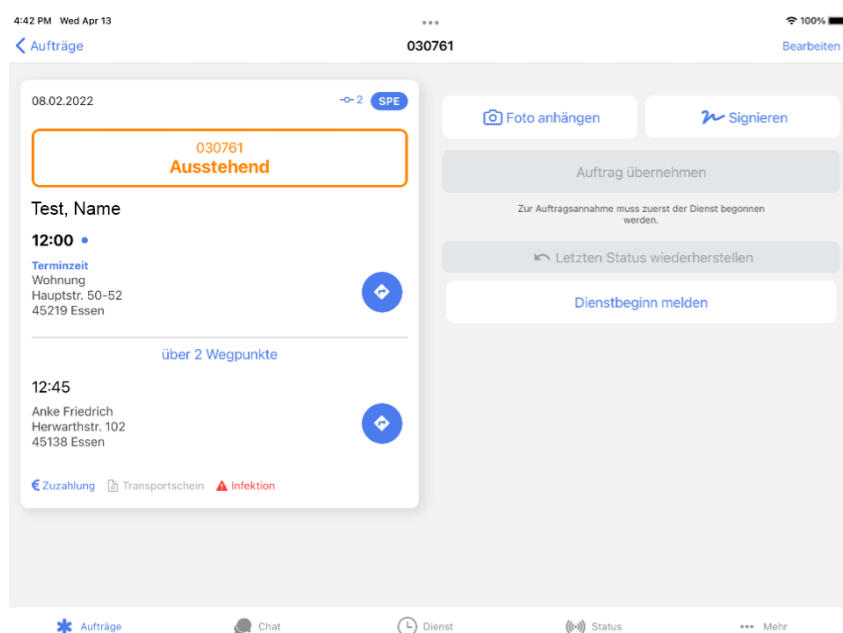 4:42 PM Wed Apr 13
100%
Aufträge
030761
Bearbeiten
08.02.2022
2
SPE
030761
Ausstehend
Test, Name
12:00
Terminzeit
Wohnung
Hauptstr. 50-52
45219 Essen
über 2 Wegpunkte
12:45
Anke Friedrich
Herwarthstr. 102
45138 Essen
€ Zuzahlung Transportschein Infektion
Foto anhängen
Signieren
Auftrag übernehmen
Zur Auftragsannahme muss zuerst der Dienst begonnen
werden.
Letzten Status wiederherstellen
Dienstbeginn melden
Aufträge
Chat
Dienst
Status
Mehr